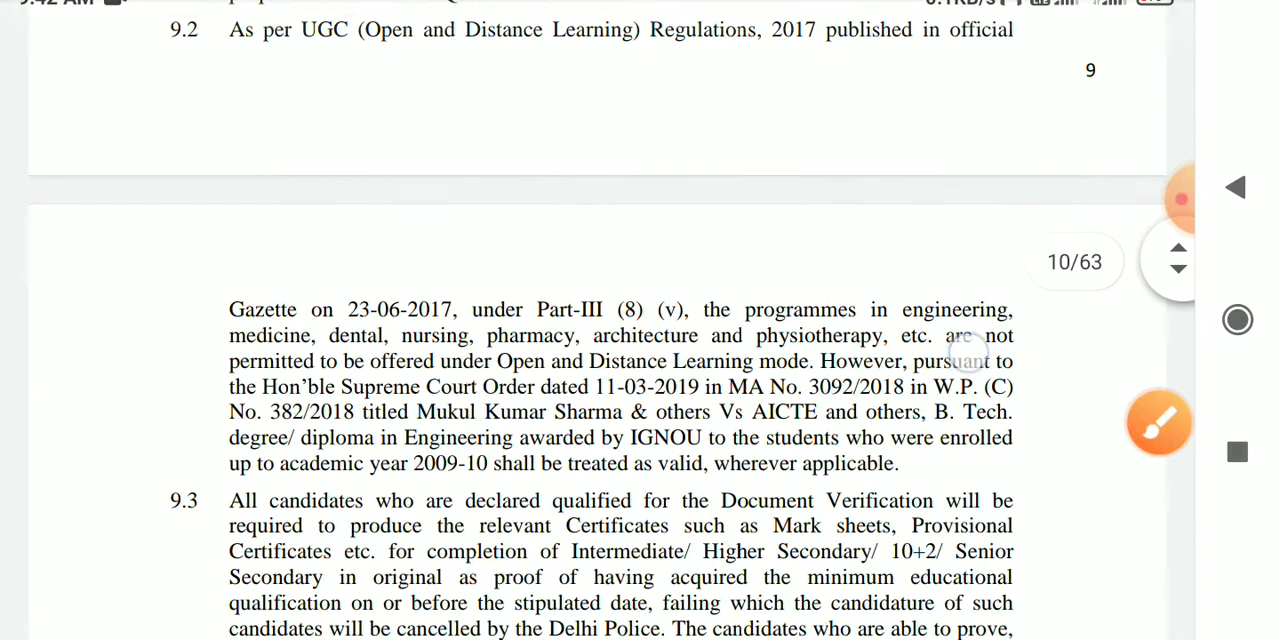 9.2 As per UGC (Open and Distance Learning) Regulations, 2017 published in official
9
10/63
Gazette on 23-06-2017, under Part-III (8) (v), the programmes in engineering,
medicine, dental, nursing, pharmacy, architecture and physiotherapy, etc. are not
permitted to be offered under Open and Distance Learning mode. However, pursuant to
the Hon’ble Supreme Court Order dated 11-03-2019 in MA No. 3092/2018 in W.P. (C)
No. 382/2018 titled Mukul Kumar Sharma & others Vs AICTE and others, B. Tech.
degree/ diploma in Engineering awarded by IGNOU to the students who were enrolled
up to academic year 2009-10 shall be treated as valid, wherever applicable.
9.3 All candidates who are declared qualified for the Document Verification will be
required to produce the relevant Certificates such as Mark sheets, Provisional
Certificates etc. for completion of Intermediate/ Higher Secondary/ 10+2/ Senior
Secondary in original as proof of having acquired the minimum educational
qualification on or before the stipulated date, failing which the candidature of such
candidates will be cancelled by the Delhi Police. The candidates who are able to prove,